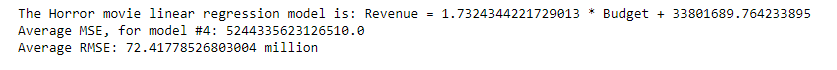 The Horror movie linear regression model is: Revenue = 1.7324344221729013 * Budget + 33801689.764233895
Average MSE, for model #4: 5244335623126510.0
Average RMSE: 72.41778526803004 million